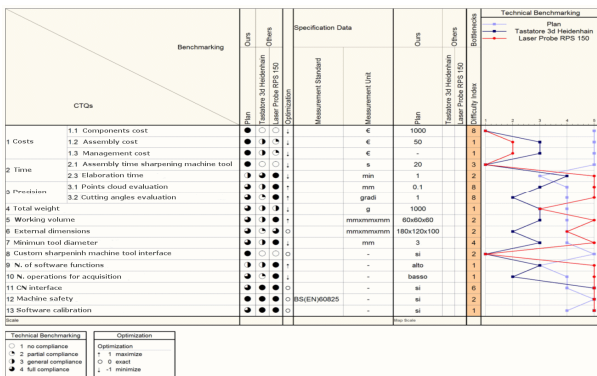 Technical Benchmarking
Plan
Tastatore 3d Heidenhain
Laser Probe RPS 150
Benchmarking
CTQs
Ours
Others
Plan
Tastatore 3d Heidenhain
Laser Probe RPS 150
Optimization
Specification Data
Measurement Standard
Measurement Unit
Ours
Others
Plan
Tastatore 3d Heidenhain
Laser Probe RPS 150
Bottlenecks
Difficulty Index
1 2 3 4 5
1 Costs
1.1 Components cost ↓ € 1000 8
1.2 Assembly cost ↓ € 50 1
1.3 Management cost ↓ € - 1
2 Time
2.1 Assembly time sharpening machine tool ↓ s 20 3
2.3 Elaboration time ↓ min 1 2
3 Precision
3.1 Points cloud evaluation ↑ mm 0.1 8
3.2 Cutting angles evaluation ↑ gradi 1 8
4 Total weight ↓ g 1000 1
5 Working volume ↑ mmxmmxmm 60x60x60 2
6 External dimensions O mmxmmxmm 180x120x100 2
7 Minimun tool diameter ↓ mm 3 4
8 Custom sharpeninh machine tool interface O - si 2
9 N. of software functions ↑ - alto 1
10 N. operations for acquisition ↓ - basso 1
11 CN interface O - si 6
12 Machine safety O BS(EN)60825 - si 2
13 Software calibration O - si 1
Scale
Map Scale
Technical Benchmarking
1 no compliance
2 partial compliance
3 general compliance
4 full compliance
Optimization
Optimization
↑ 1 maximize
O 0 exact
↓ -1 minimize